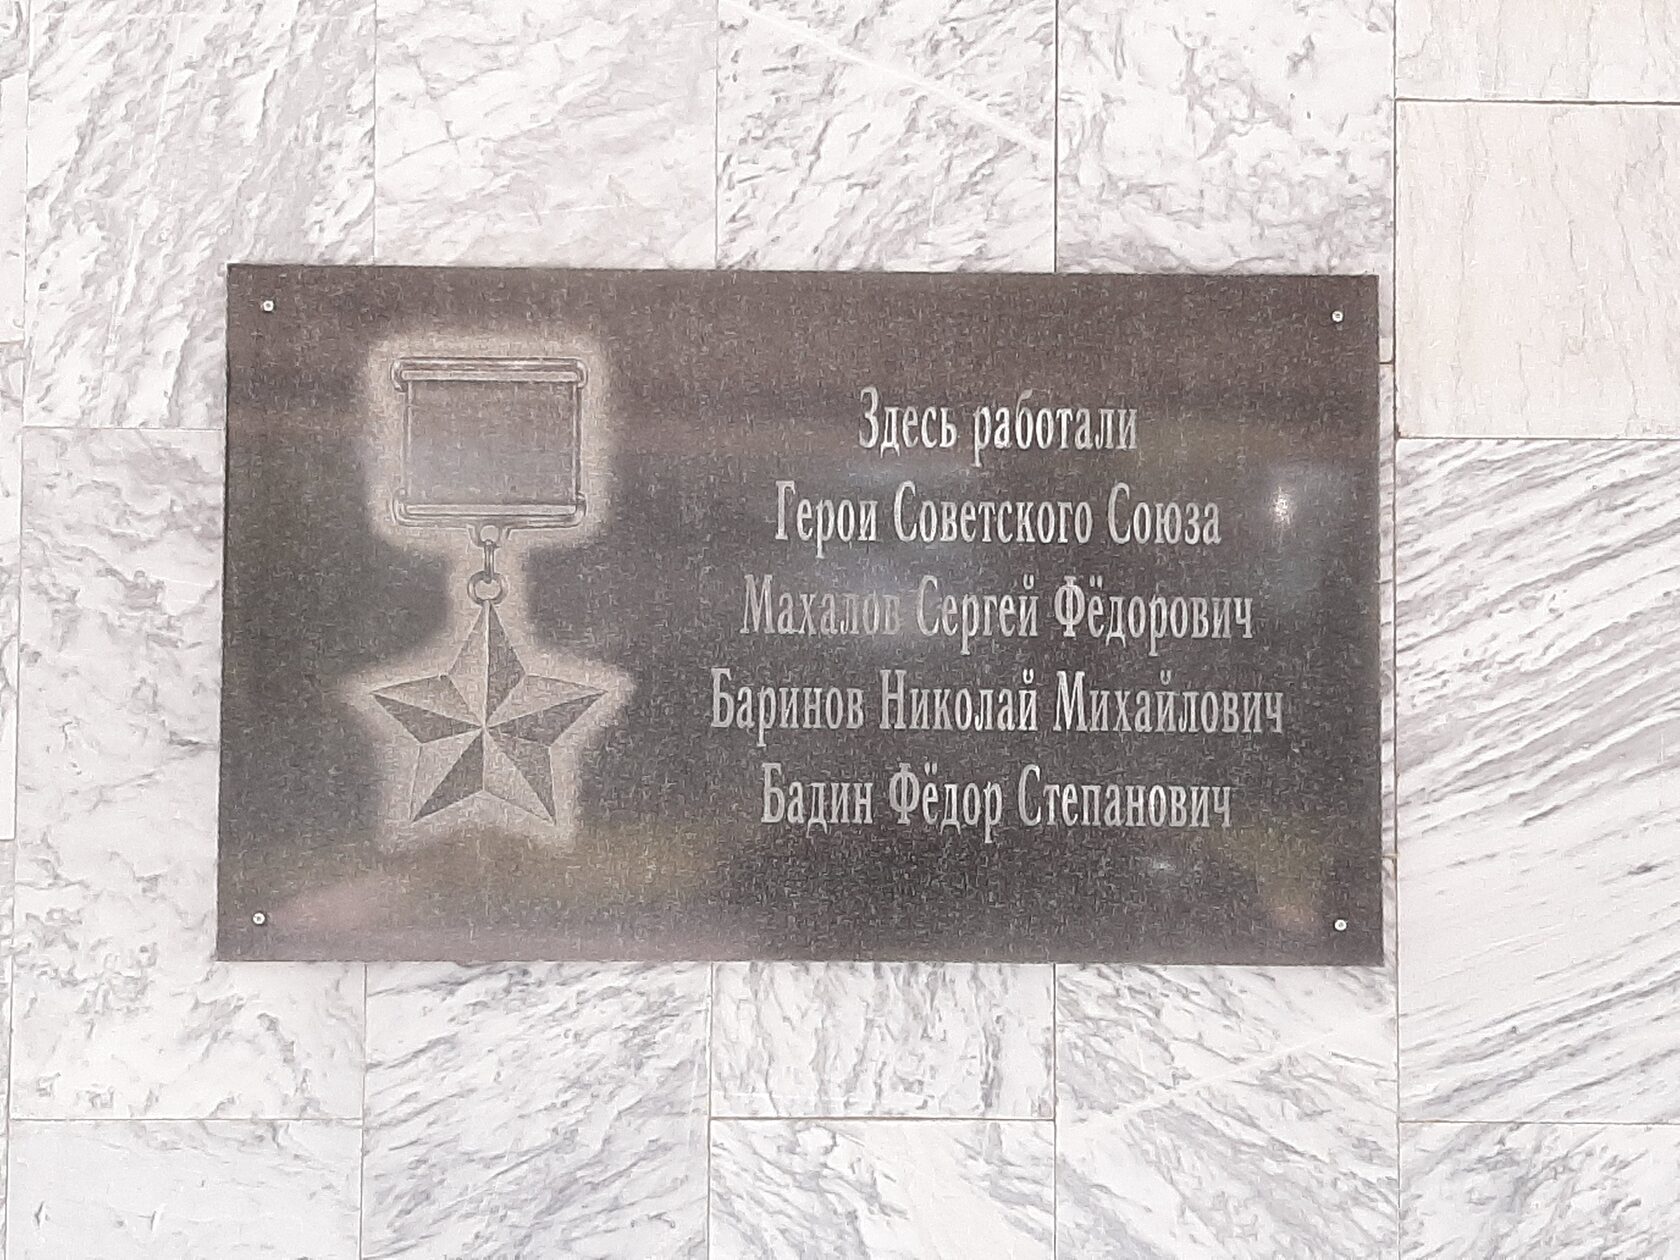 Здесь работали
Герои Советского Союза
Махалов Сергей Фёдорович
Баринов Николай Михайлович
Бадин Фёдор Степанович